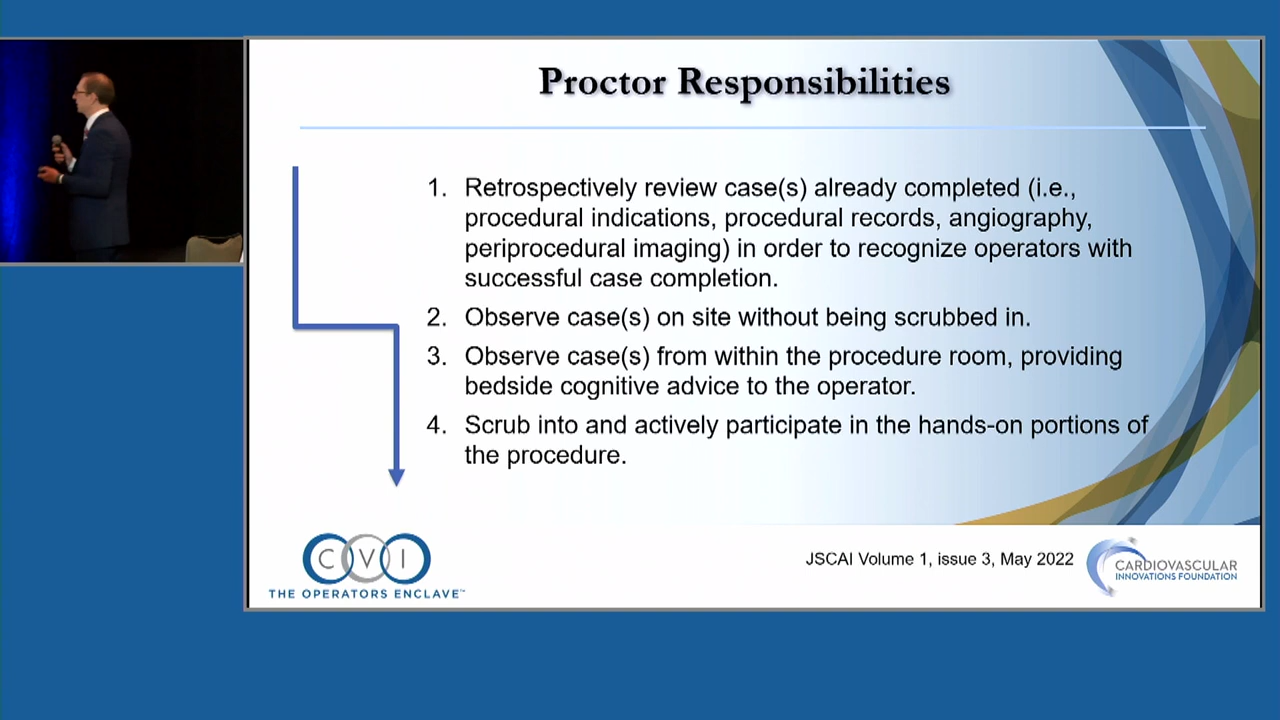 Proctor Responsibilities
1. Retrospectively review case(s) already completed (i.e.,
procedural indications, procedural records, angiography,
periprocedural imaging) in order to recognize operators with
successful case completion.
2. Observe case(s) on site without being scrubbed in.
3. Observe case(s) from within the procedure room, providing
bedside cognitive advice to the operator.
4. Scrub into and actively participate in the hands-on portions of
the procedure.
CVI
THE OPERATORS ENCLAVE™
JSCAI Volume 1, issue 3, May 2022
CARDIOVASCULAR
INNOVATIONS FOUNDATION